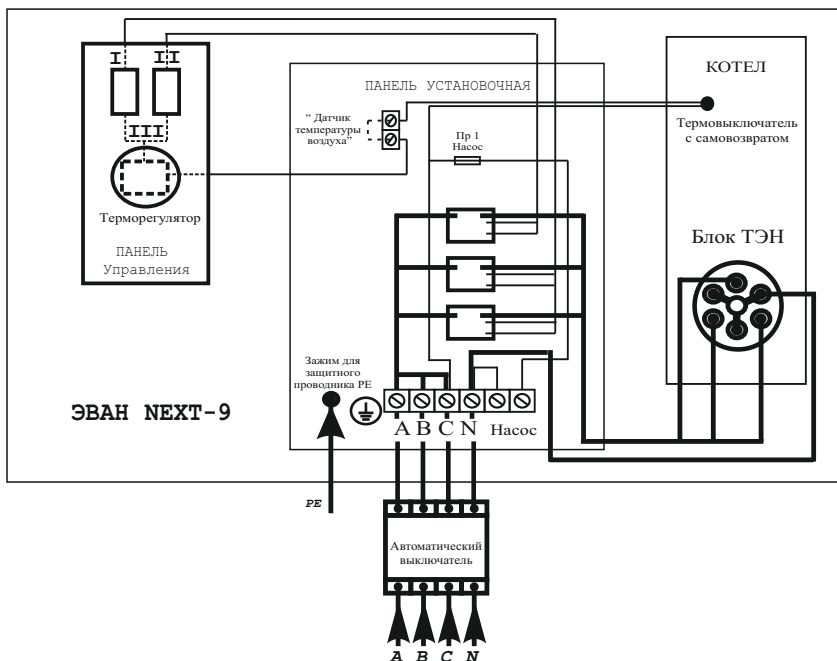 I
II
III
Терморегулятор
ПАНЕЛЬ
Управления
ПАНЕЛЬ УСТАНОВОЧНАЯ
“ Датчик
температуры
воздуха”
Пр 1
Насос
КОТЕЛ
Термовыключатель
с самовозвратом
Блок ТЭН
Зажим для
защитного
проводника РЕ
ЭВАН NEXT-9
A B C N Насос
PE
Автоматический
выключатель
A B C N